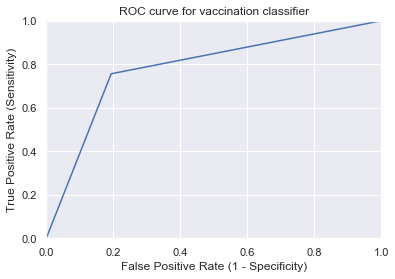 ROC curve for vaccination classifier
1.0
0.8
0.6
0.4
0.2
0.0
True Positive Rate (Sensitivity)
0.0 0.2 0.4 0.6 0.8 1.0
False Positive Rate (1 - Specificity)